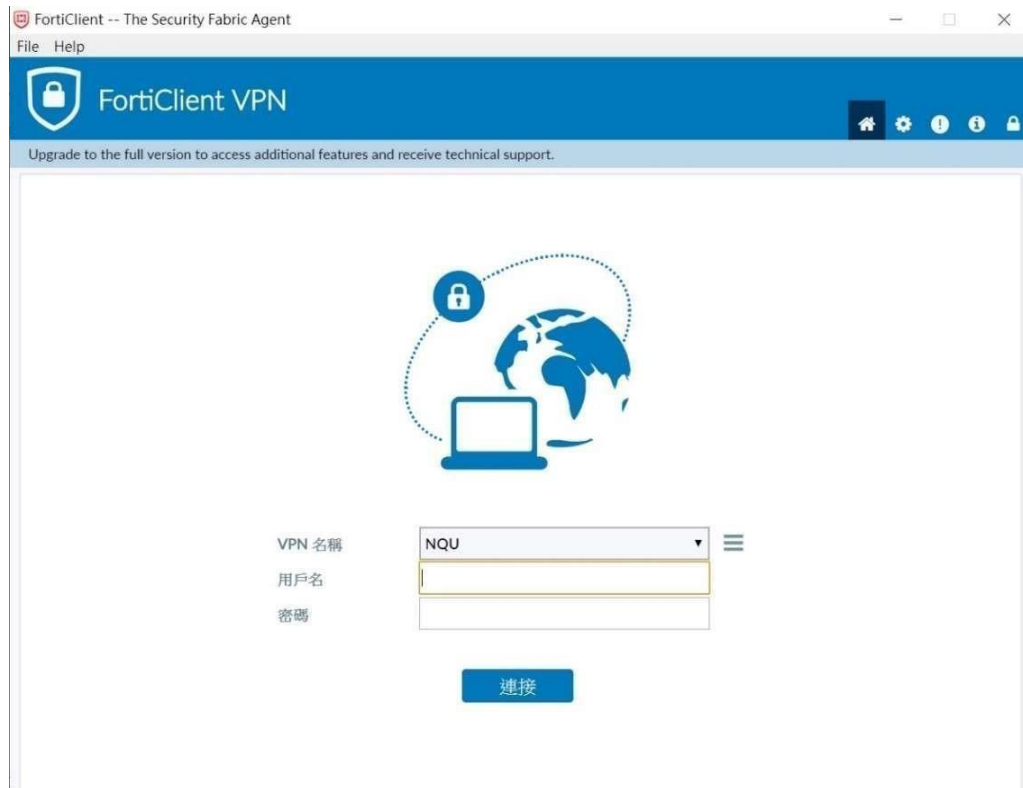 FortiClient -- The Security Fabric Agent
File Help
FortiClient VPN
Upgrade to the full version to access additional features and receive technical support.
VPN 名稱 NQU
用戶名
密碼
連接